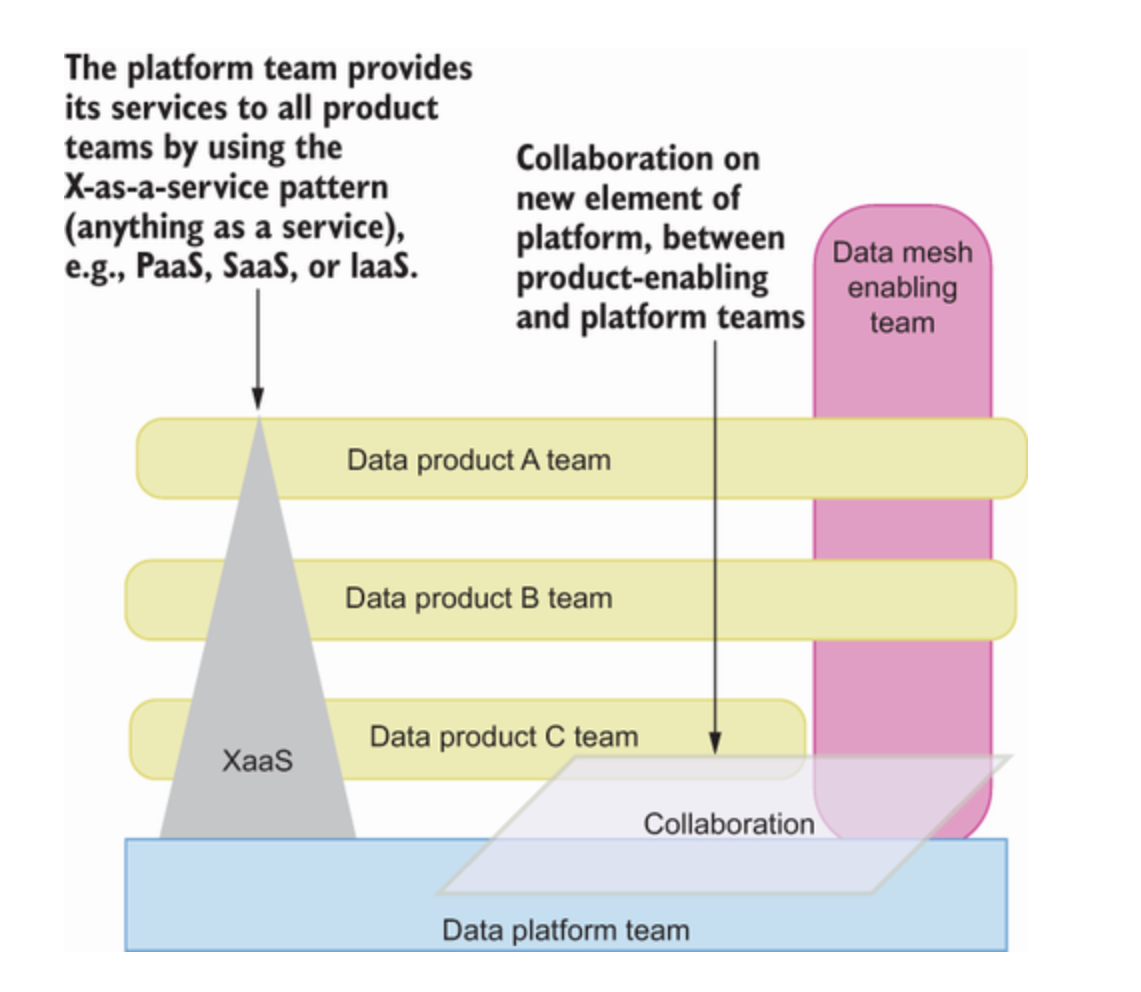 The platform team provides
its services to all product
teams by using the
X-as-a-service pattern
(anything as a service),
e.g., PaaS, SaaS, or IaaS.
Collaboration on
new element of
platform, between
product-enabling
and platform teams
Data mesh
enabling
team
Data product A team
Data product B team
Data product C team
XaaS
Collaboration
Data platform team